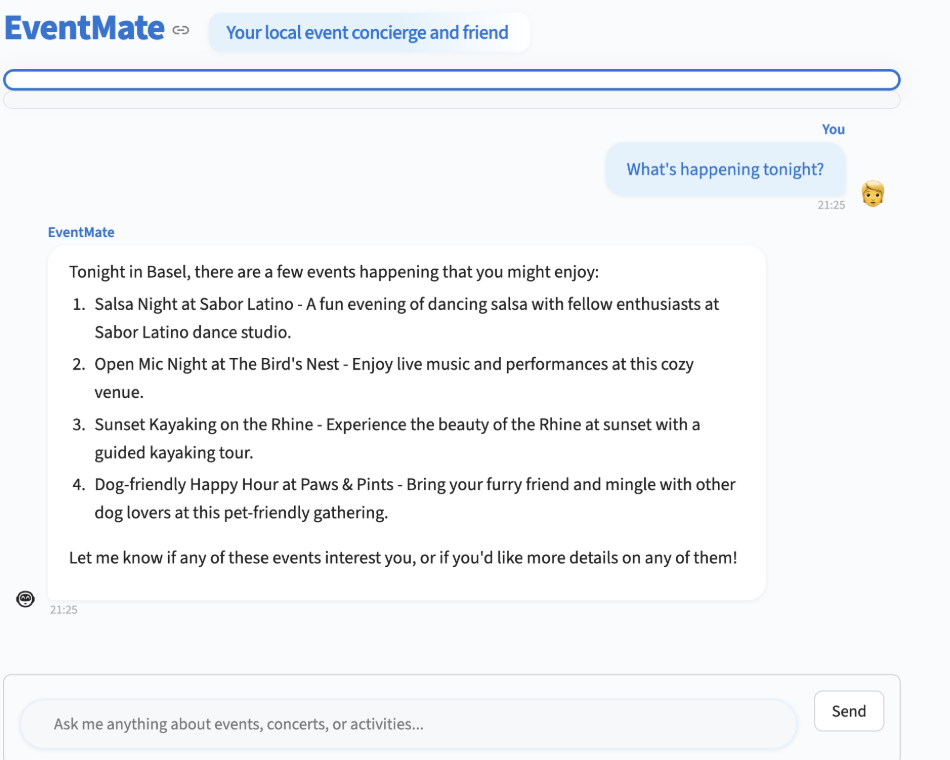 EventMate
Your local event concierge and friend
You
What's happening tonight?
21:25
EventMate
Tonight in Basel, there are a few events happening that you might enjoy:
1. Salsa Night at Sabor Latino - A fun evening of dancing salsa with fellow enthusiasts at
Sabor Latino dance studio.
2. Open Mic Night at The Bird's Nest - Enjoy live music and performances at this cozy
venue.
3. Sunset Kayaking on the Rhine - Experience the beauty of the Rhine at sunset with a
guided kayaking tour.
4. Dog-friendly Happy Hour at Paws & Pints - Bring your furry friend and mingle with other
dog lovers at this pet-friendly gathering.
Let me know if any of these events interest you, or if you'd like more details on any of them!
21:25
Ask me anything about events, concerts, or activities...
Send